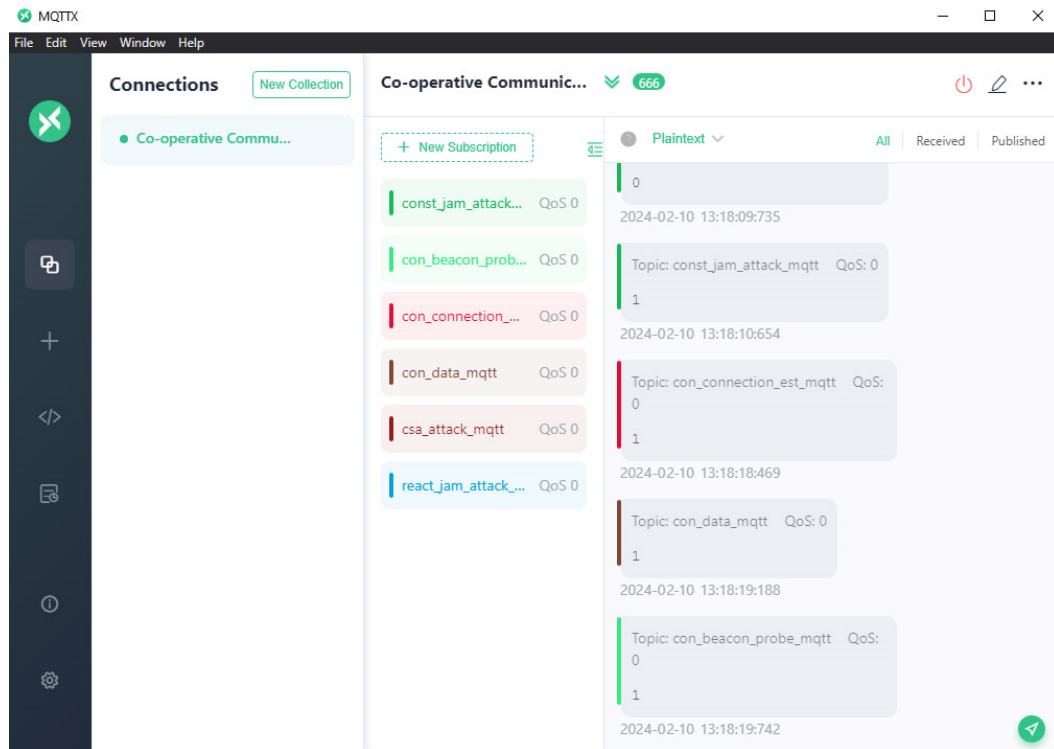 MQTTX
File Edit View Window Help
Connections
New Collection
Co-operative Commu...
Co-operative Communic...
666
+ New Subscription
const_jam_attack... QoS 0
con_beacon_prob... QoS 0
con_connection_... QoS 0
con_data_mqtt QoS 0
csa_attack_mqtt QoS 0
react_jam_attack_... QoS 0
Plaintext
All Received Published
0
2024-02-10 13:18:09:735
Topic: const_jam_attack_mqtt QoS: 0
1
2024-02-10 13:18:10:654
Topic: con_connection_est_mqtt QoS:
0
1
2024-02-10 13:18:18:469
Topic: con_data_mqtt QoS: 0
1
2024-02-10 13:18:19:188
Topic: con_beacon_probe_mqtt QoS:
0
1
2024-02-10 13:18:19:742